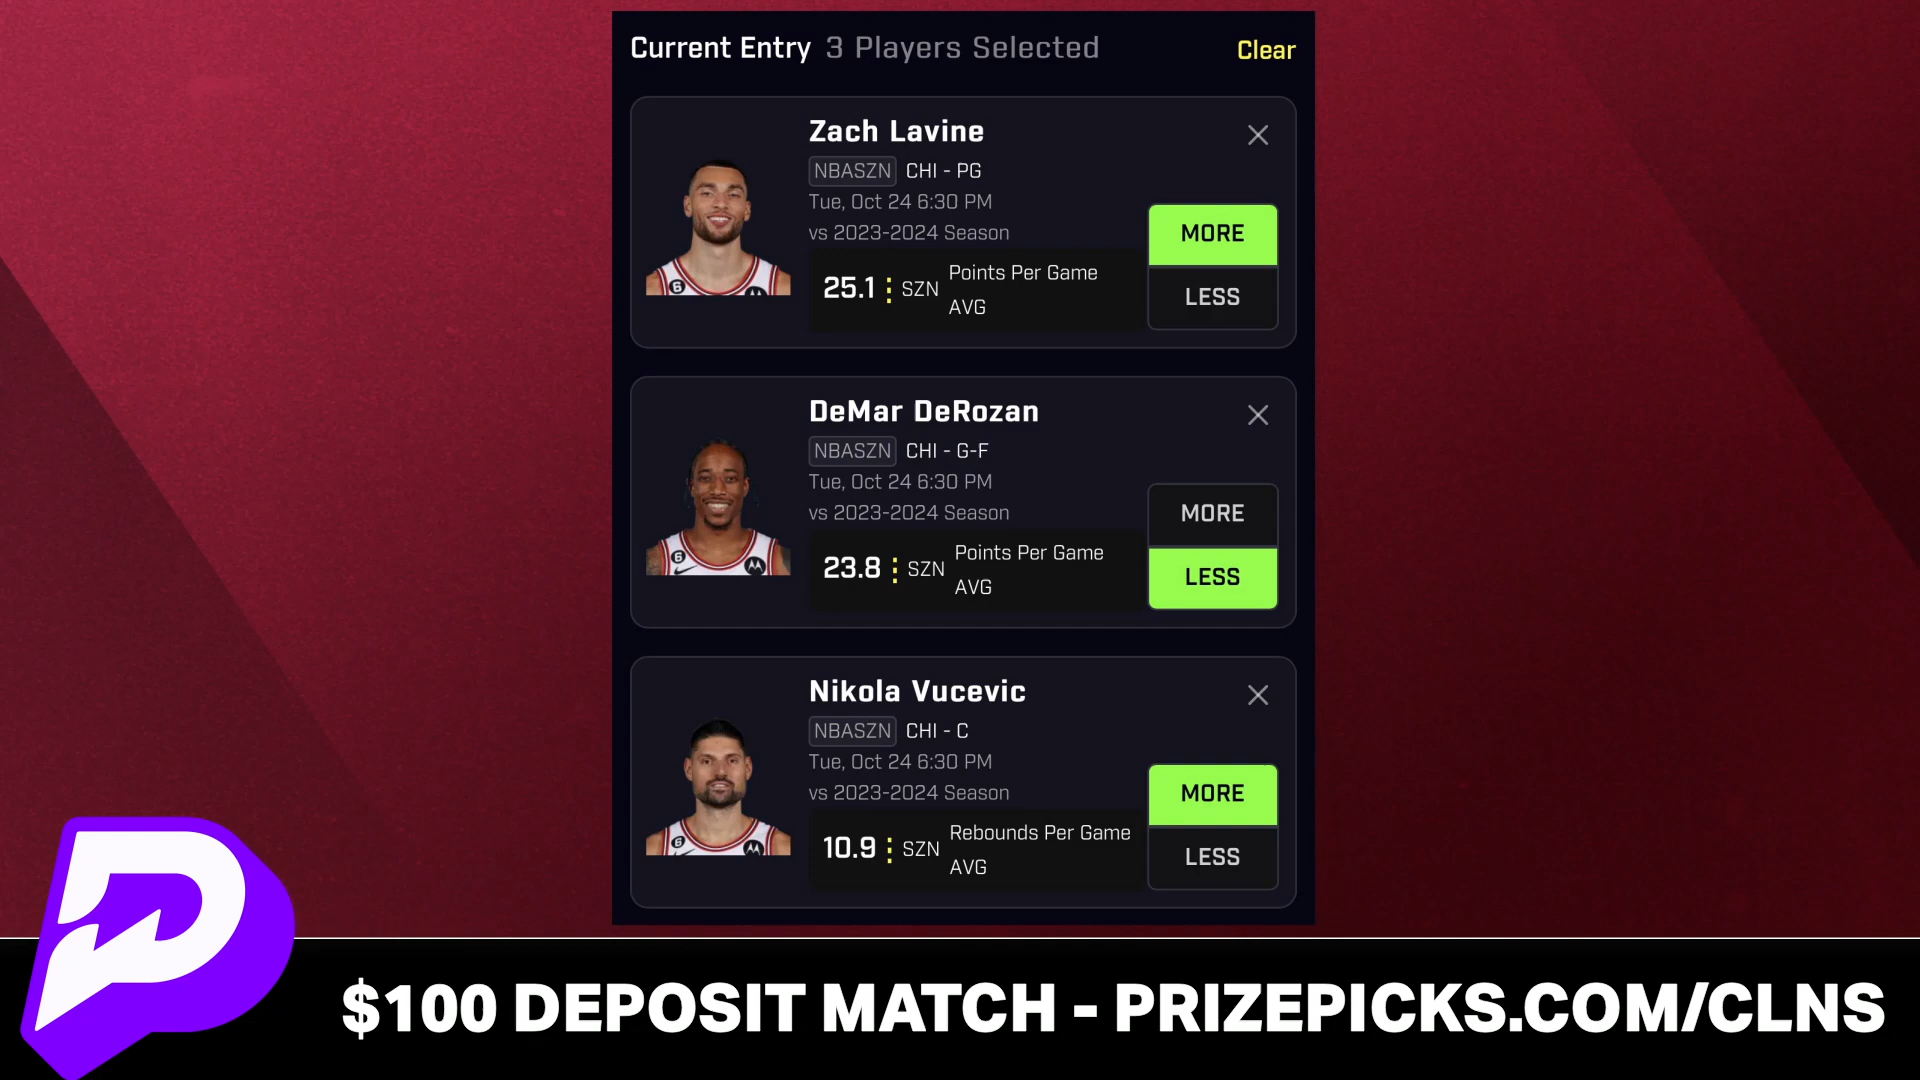 Current Entry 3 Players Selected Clear
Zach Lavine
NBASZN CHI - PG
Tue, Oct 24 6:30 PM
vs 2023-2024 Season
MORE
25.1 SZN Points Per Game AVG
LESS
DeMar DeRozan
NBASZN CHI - G-F
Tue, Oct 24 6:30 PM
vs 2023-2024 Season
MORE
23.8 SZN Points Per Game AVG
LESS
Nikola Vucevic
NBASZN CHI - C
Tue, Oct 24 6:30 PM
vs 2023-2024 Season
MORE
10.9 SZN Rebounds Per Game AVG
LESS
$100 DEPOSIT MATCH - PRIZEPICKS.COM/CLNS